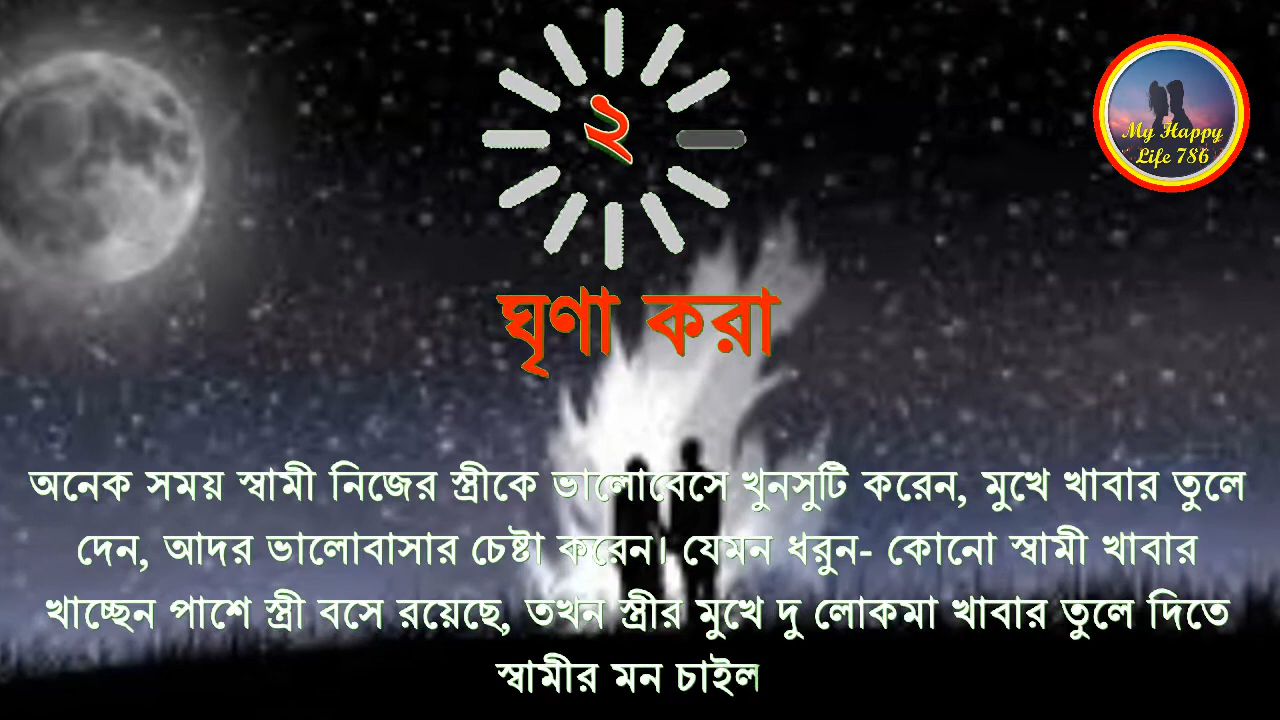 ২
My Happy
Life 786
ঘৃণা করা
অনেক সময় স্বামী নিজের স্ত্রীকে ভালোবেসে খুনসুটি করেন, মুখে খাবার তুলে
দেন, আদর ভালোবাসার চেষ্টা করেন। যেমন ধরুন- কোনো স্বামী খাবার
খাচ্ছেন পাশে স্ত্রী বসে রয়েছে, তখন স্ত্রীর মুখে দু লোকমা খাবার তুলে দিতে
স্বামীর মন চাইল